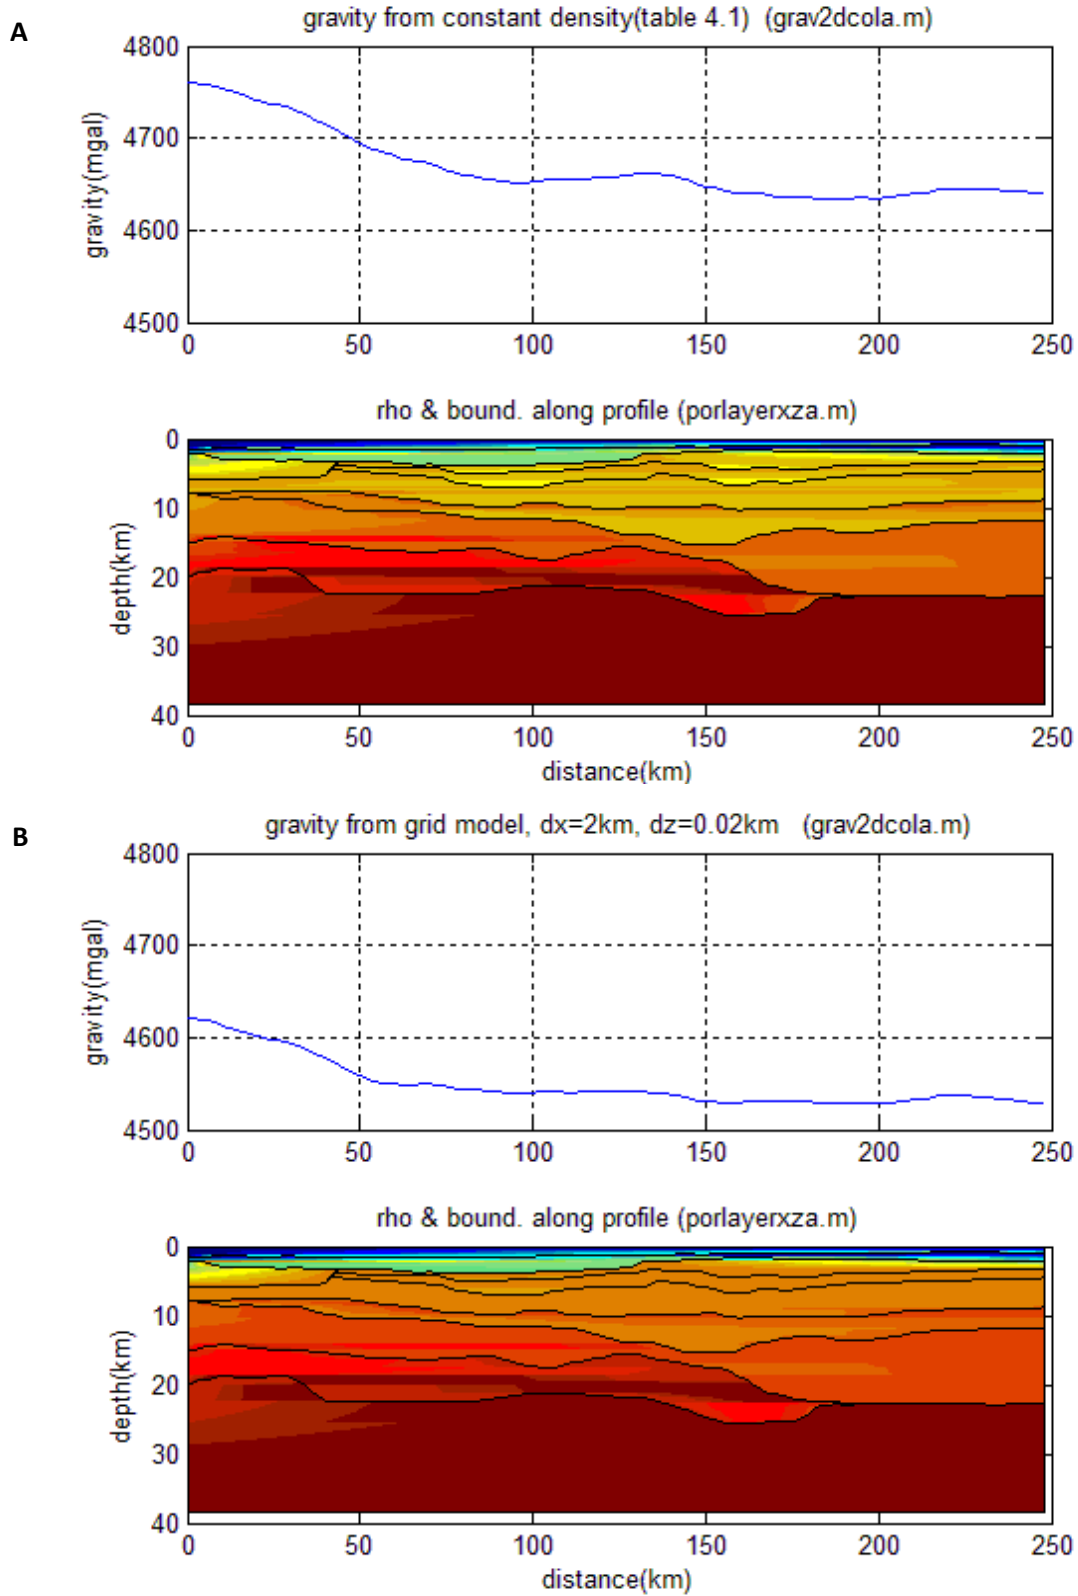 A
gravity from constant density(table 4.1) (grav2dcola.m)
4800
4700
4600
4500
gravity(mgal)
0 50 100 150 200 250
rho & bound. along profile (porlayerxza.m)
0
10
20
30
40
depth(km)
0 50 100 150 200 250
distance(km)
B
gravity from grid model, dx=2km, dz=0.02km (grav2dcola.m)
4800
4700
4600
4500
gravity(mgal)
0 50 100 150 200 250
rho & bound. along profile (porlayerxza.m)
0
10
20
30
40
depth(km)
0 50 100 150 200 250
distance(km)